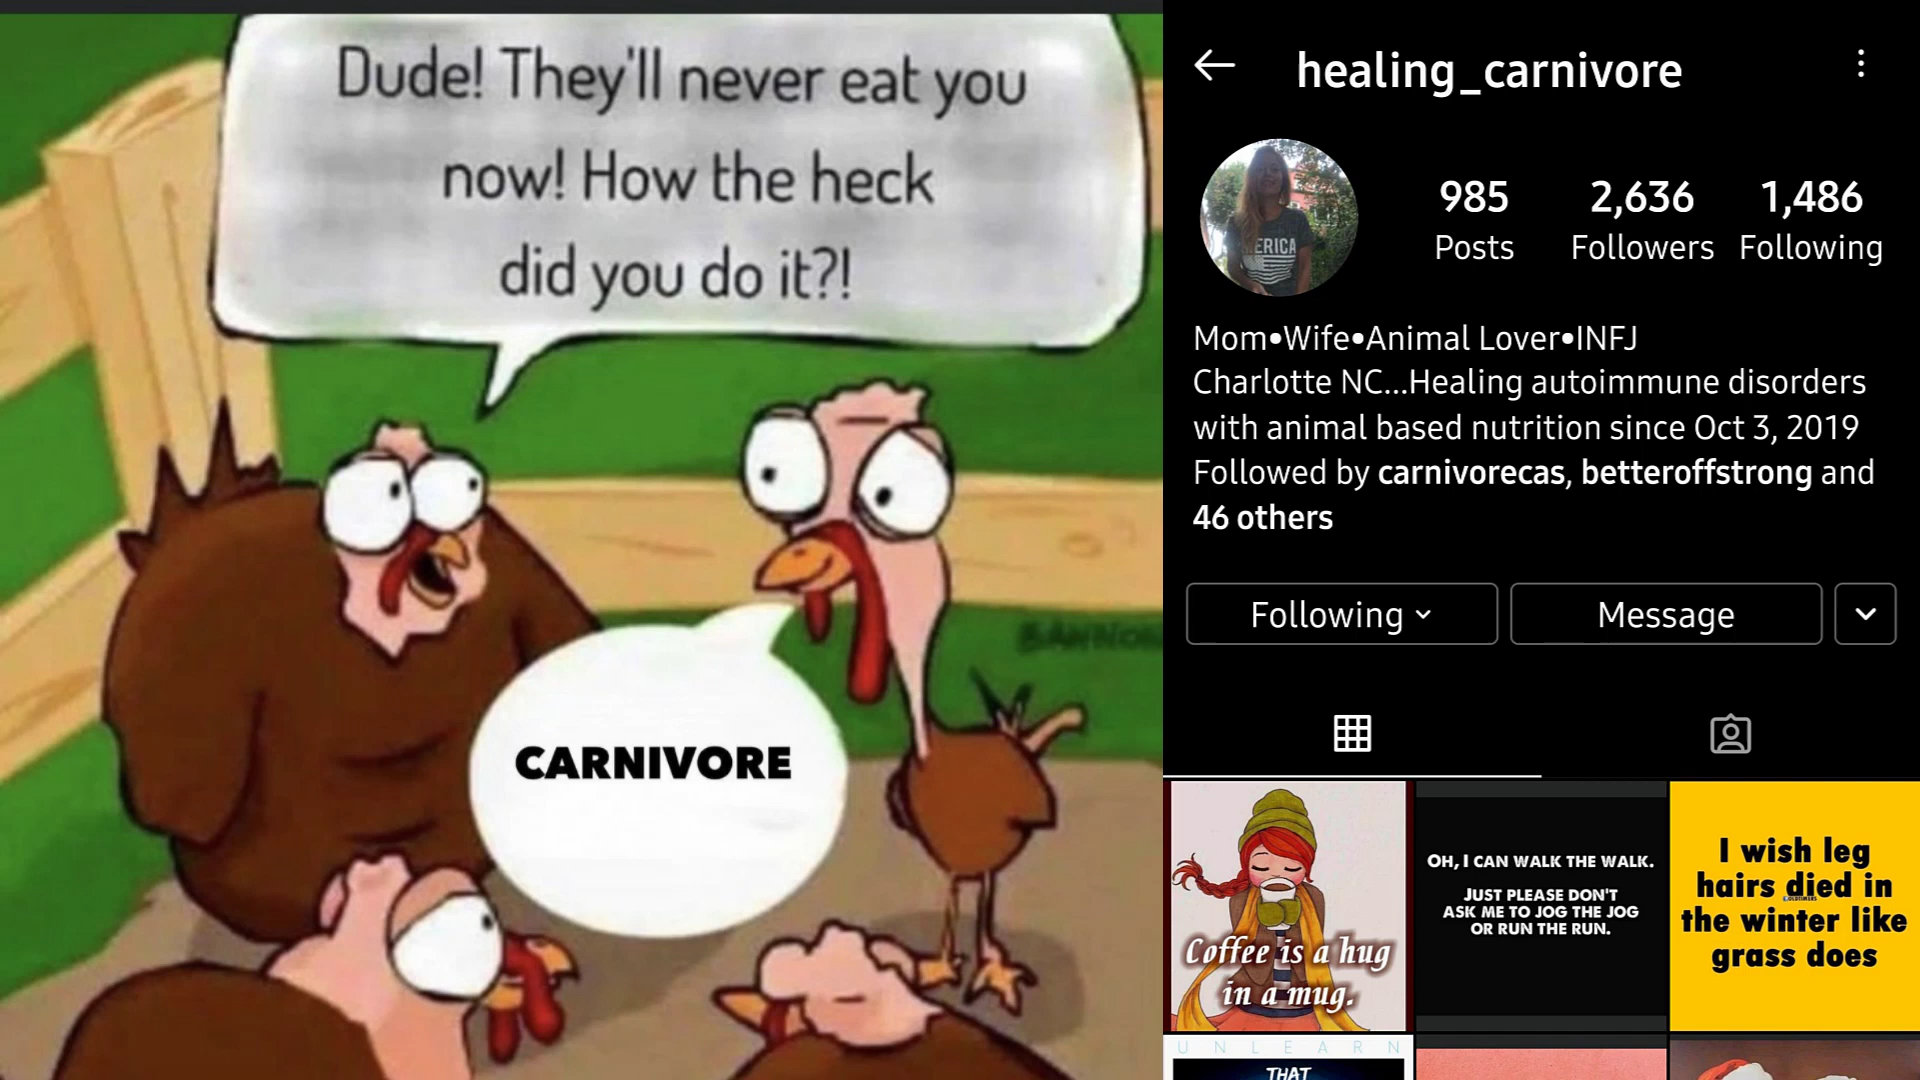 Dude! They'll never eat you
now! How the heck
did you do it?!
CARNIVORE
healing_carnivore
ERICA
985
Posts
2,636
Followers
1,486
Following
Mom•Wife•Animal Lover•INFJ
Charlotte NC...Healing autoimmune disorders
with animal based nutrition since Oct 3, 2019
Followed by carnivorecas, betteroffstrong and
46 others
Following
Message
Coffee is a hug
in a mug.
OH, I CAN WALK THE WALK.
JUST PLEASE DON'T
ASK ME TO JOG THE JOG
OR RUN THE RUN.
I wish leg
hairs died in
the winter like
grass does
UNLEARN
THAT